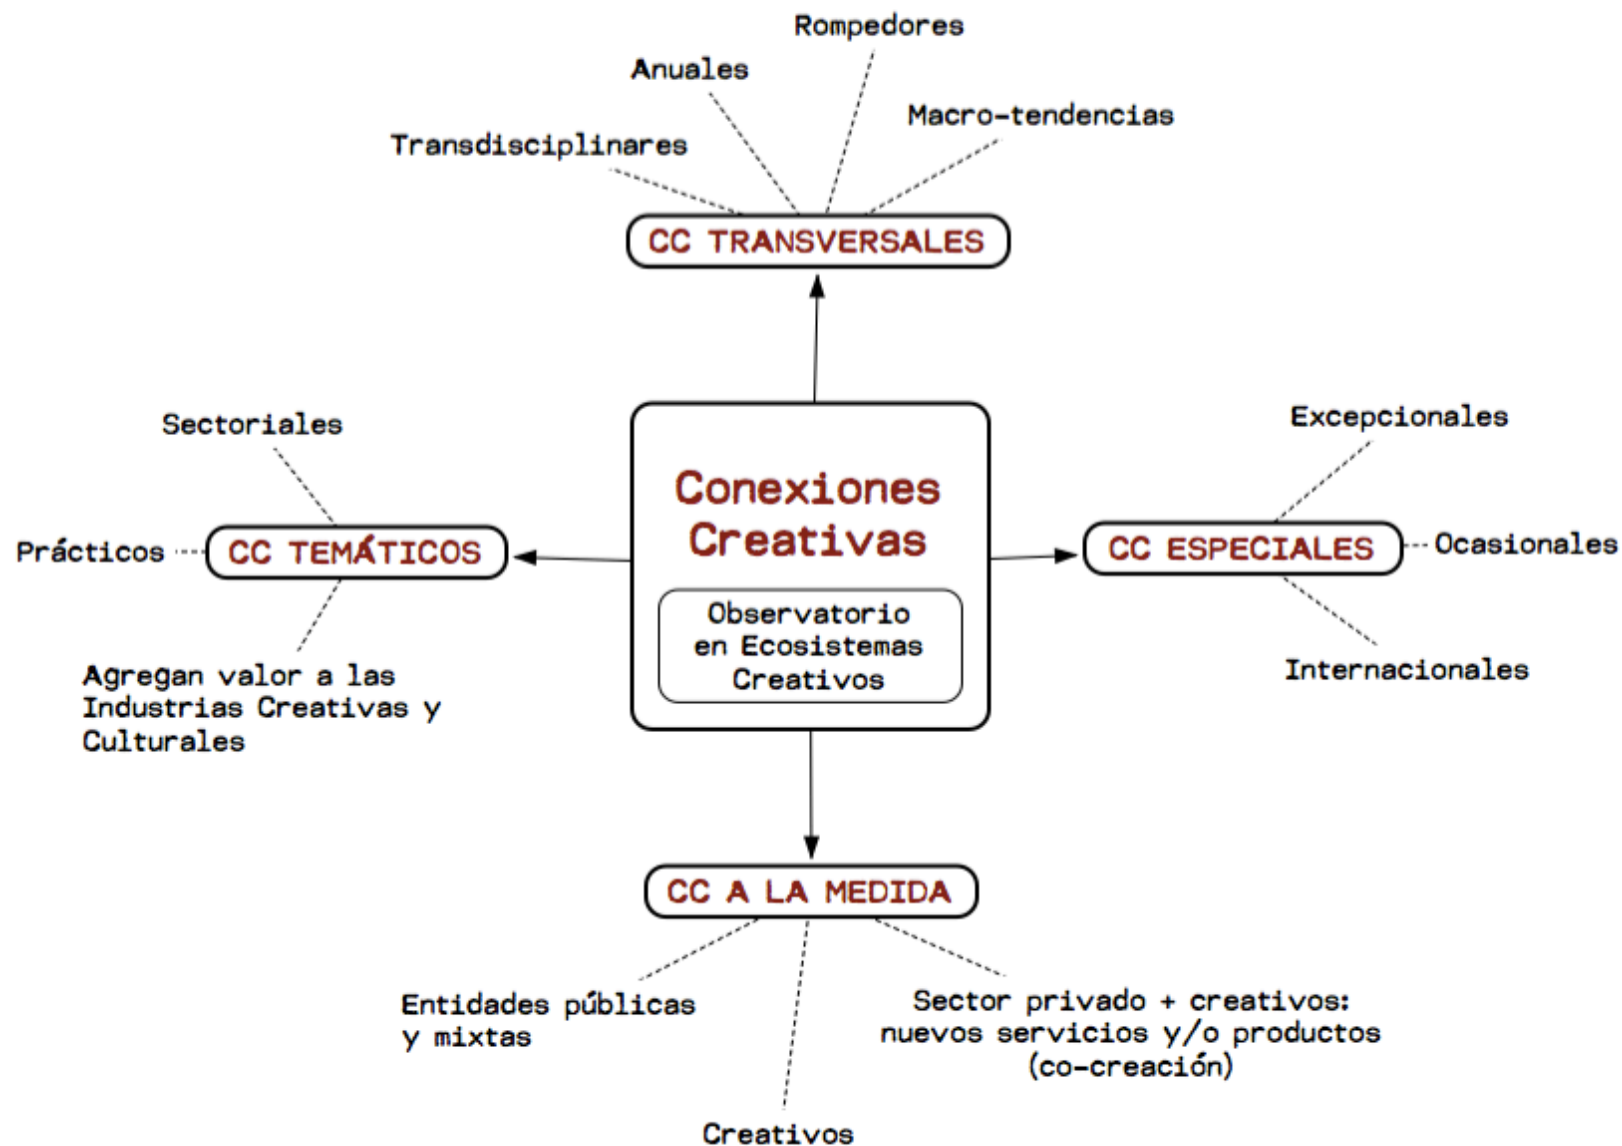 Rompedores
Anuales
Macro-tendencias
Transdisciplinares
CC TRANSVERSALES
Sectoriales
Prácticos
CC TEMÁTICOS
Agregan valor a las
Industrias Creativas y
Culturales
Conexiones
Creativas
Observatorio
en Ecosistemas
Creativos
Excepcionales
CC ESPECIALES
Ocasionales
Internacionales
CC A LA MEDIDA
Entidades públicas
y mixtas
Creativos
Sector privado + creativos:
nuevos servicios y/o productos
(co-creación)